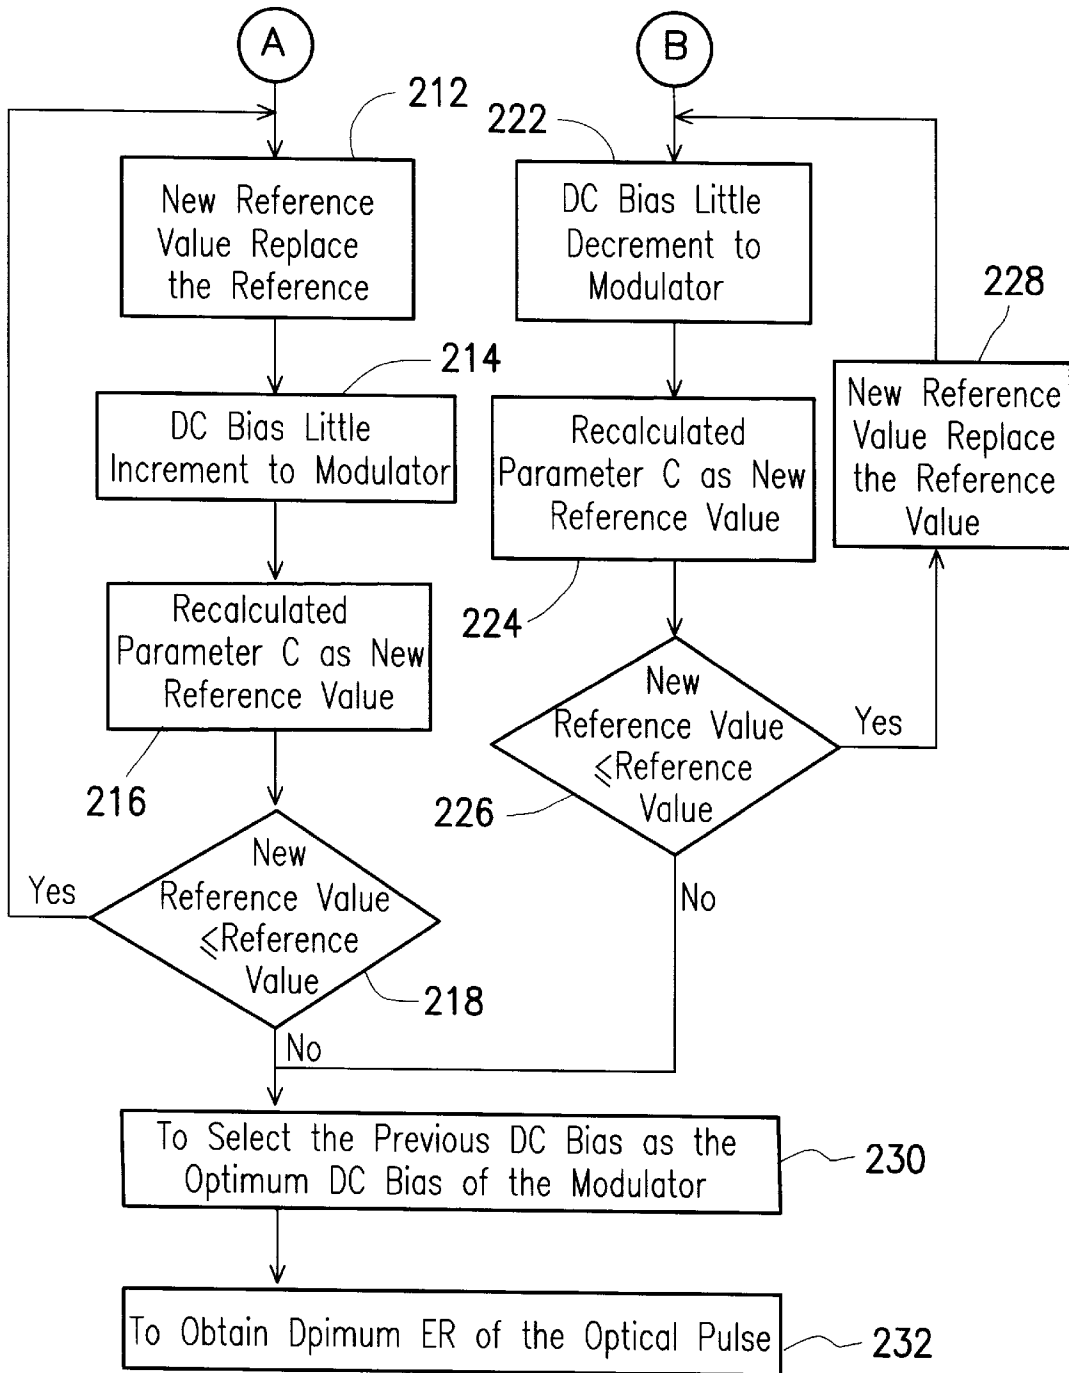 A
212
New Reference
Value Replace
the Reference
214
DC Bias Little
Increment to Modulator
Recalculated
Parameter C as New
Reference Value
216
New
Reference Value
≤Reference
Value
Yes
218
No
B
222
DC Bias Little
Decrement to
Modulator
228
New Reference
Value Replace
the Reference
Value
Recalculated
Parameter C as New
Reference Value
224
New
Reference Value
≤Reference
Value
Yes
226
No
To Select the Previous DC Bias as the
Optimum DC Bias of the Modulator
230
To Obtain Dpimum ER of the Optical Pulse
232